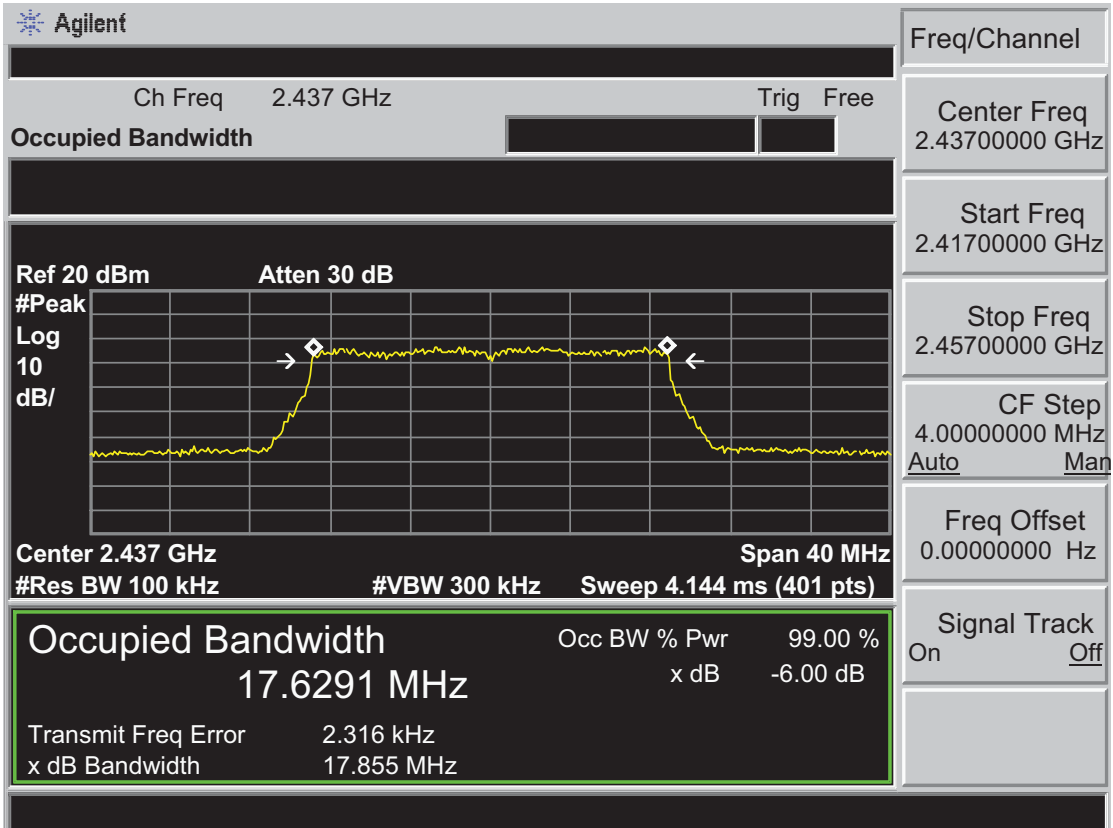 Agilent
Freq/Channel
Ch Freq 2.437 GHz Trig Free
Occupied Bandwidth
Center Freq
2.43700000 GHz
Start Freq
2.41700000 GHz
Stop Freq
2.45700000 GHz
CF Step
4.00000000 MHz
Auto Man
Freq Offset
0.00000000 Hz
Signal Track
On Off
Ref 20 dBm Atten 30 dB
#Peak
Log
10
dB/
Center 2.437 GHz Span 40 MHz
#Res BW 100 kHz #VBW 300 kHz Sweep 4.144 ms (401 pts)
Occupied Bandwidth Occ BW % Pwr 99.00 %
17.6291 MHz x dB -6.00 dB
Transmit Freq Error 2.316 kHz
x dB Bandwidth 17.855 MHz